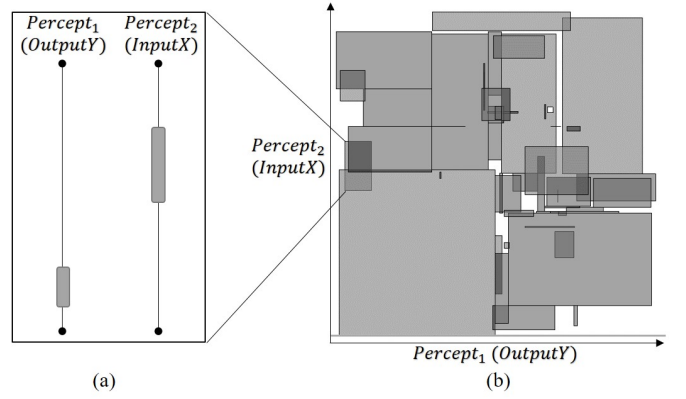 Percept₁ Percept₂
(OutputY) (InputX)
Percept₂
(InputX)
Percept₁ (OutputY)
(a) (b)